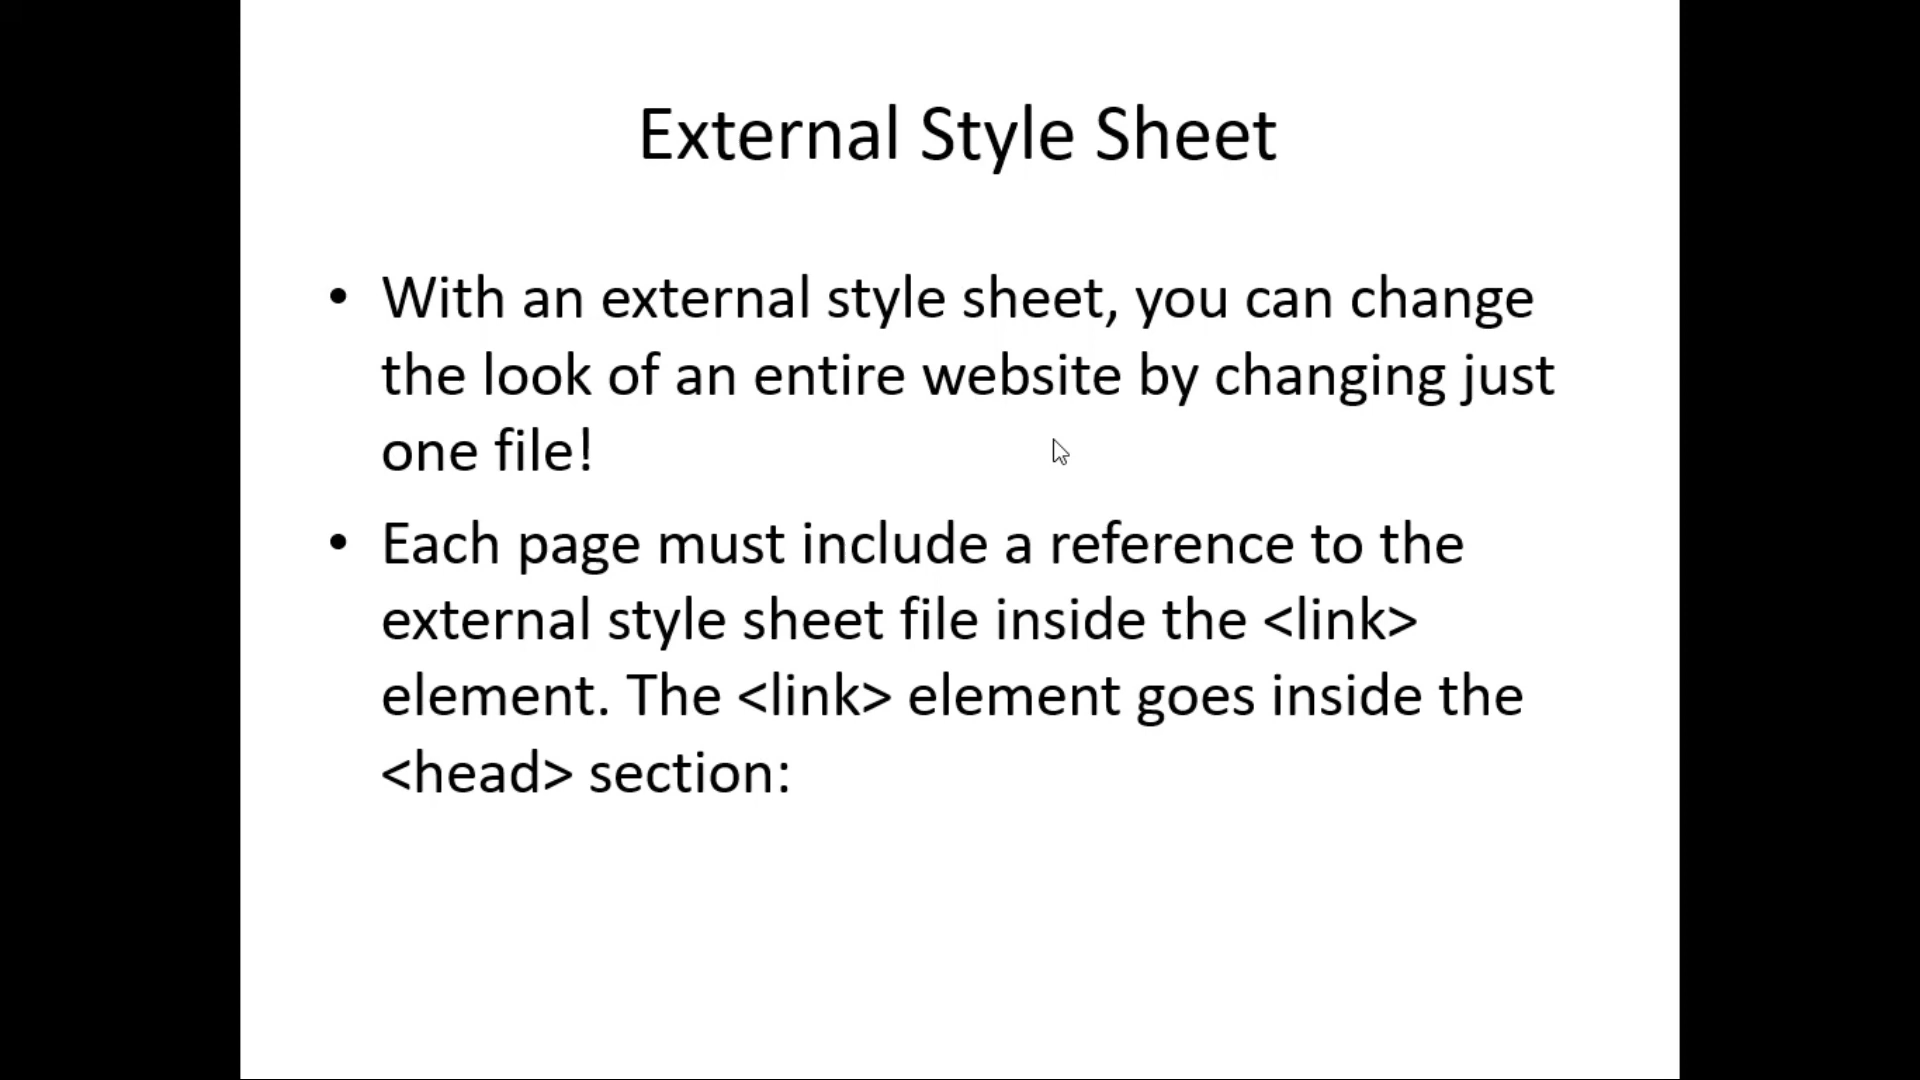 External Style Sheet
• With an external style sheet, you can change
the look of an entire website by changing just
one file!
• Each page must include a reference to the
external style sheet file inside the <link>
element. The <link> element goes inside the
<head> section: